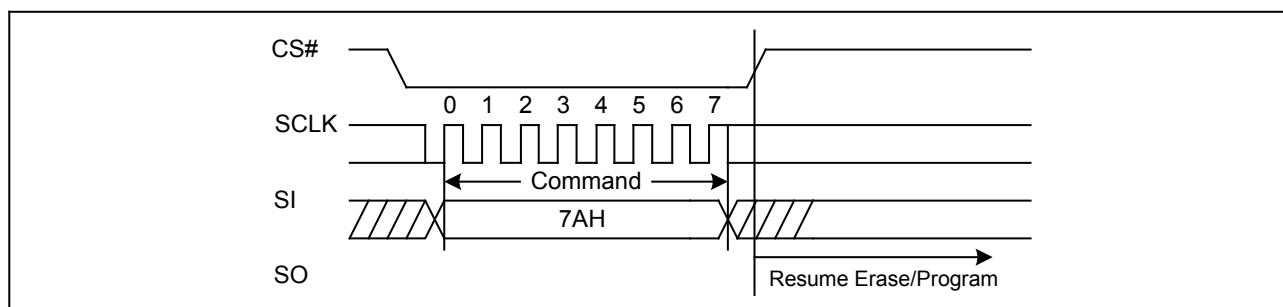 CS#
0 1 2 3 4 5 6 7
SCLK
Command
SI
7AH
SO
Resume Erase/Program